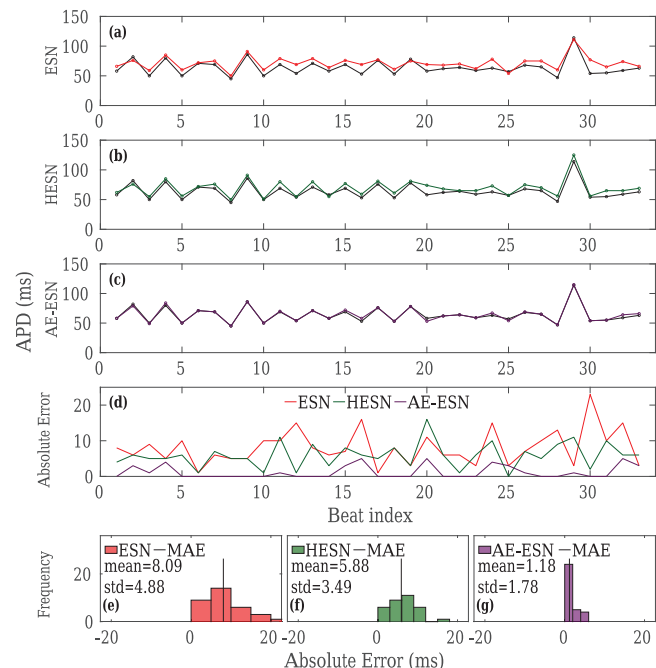 150
(a)
100
ESN
50
0
0 5 10 15 20 25 30
150
(b)
100
HESN
50
0
0 5 10 15 20 25 30
150
(c)
100
APD (ms)
AE-ESN
50
0
0 5 10 15 20 25 30
20
(d)
ESN HESN AE-ESN
Absolute Error
10
0
0 5 10 15 20 25 30
Beat index
Frequency
20
0
ESN—MAE
mean=8.09
std=4.88
(e)
-20 0 20
HESN—MAE
mean=5.88
std=3.49
(f)
-20 0 20
AE-ESN —MAE
mean=1.18
std=1.78
(g)
-20 0 20
Absolute Error (ms)